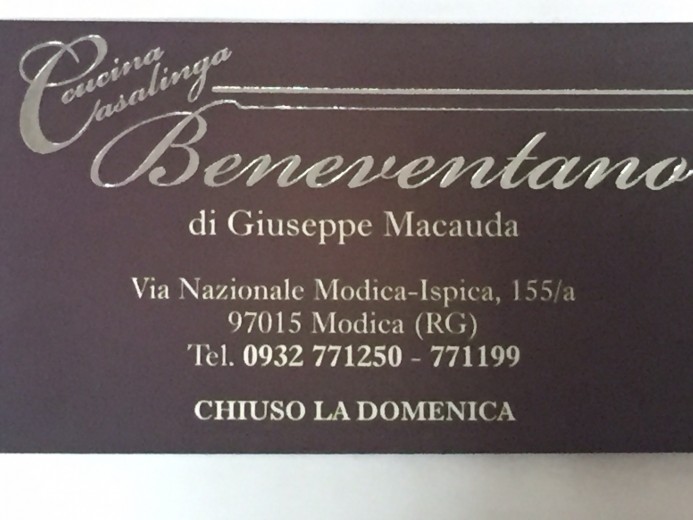 Cucina
Casalinga
Beneventano
di Giuseppe Macauda
Via Nazionale Modica-Ispica, 155/a
97015 Modica (RG)
Tel. 0932 771250 - 771199
CHIUSO LA DOMENICA